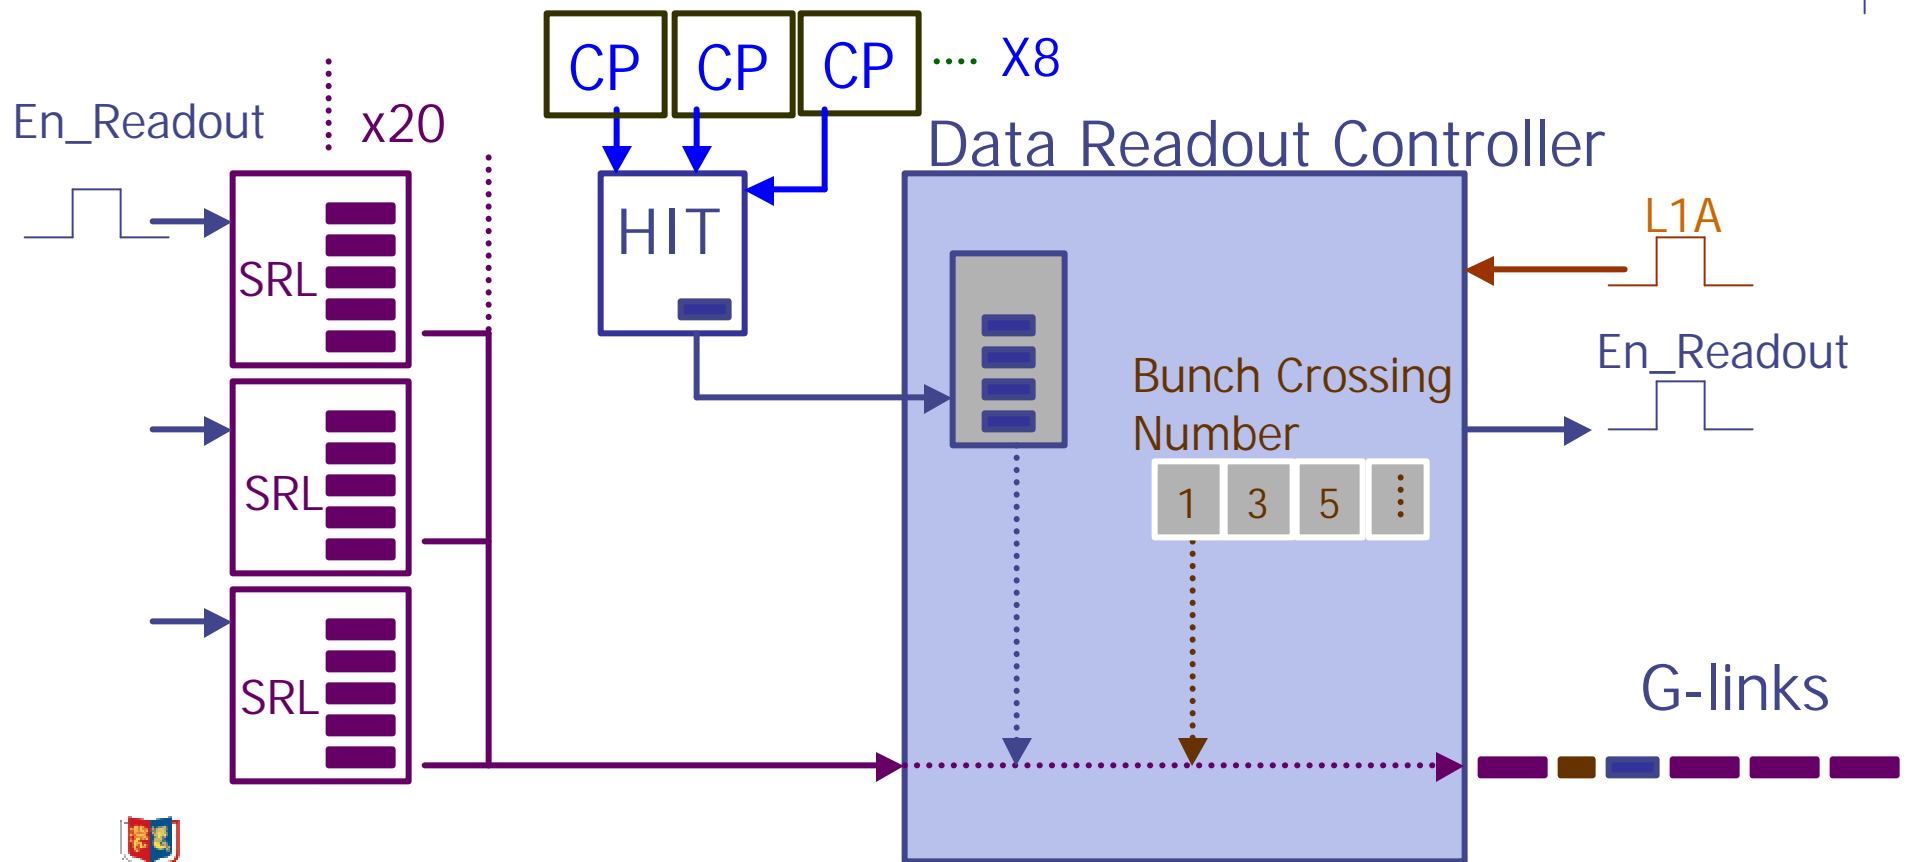 CP CP CP X8
En_Readout x20
Data Readout Controller
HIT
L1A
SRL
En_Readout
Bunch Crossing
Number
SRL
1 3 5
SRL
G-links